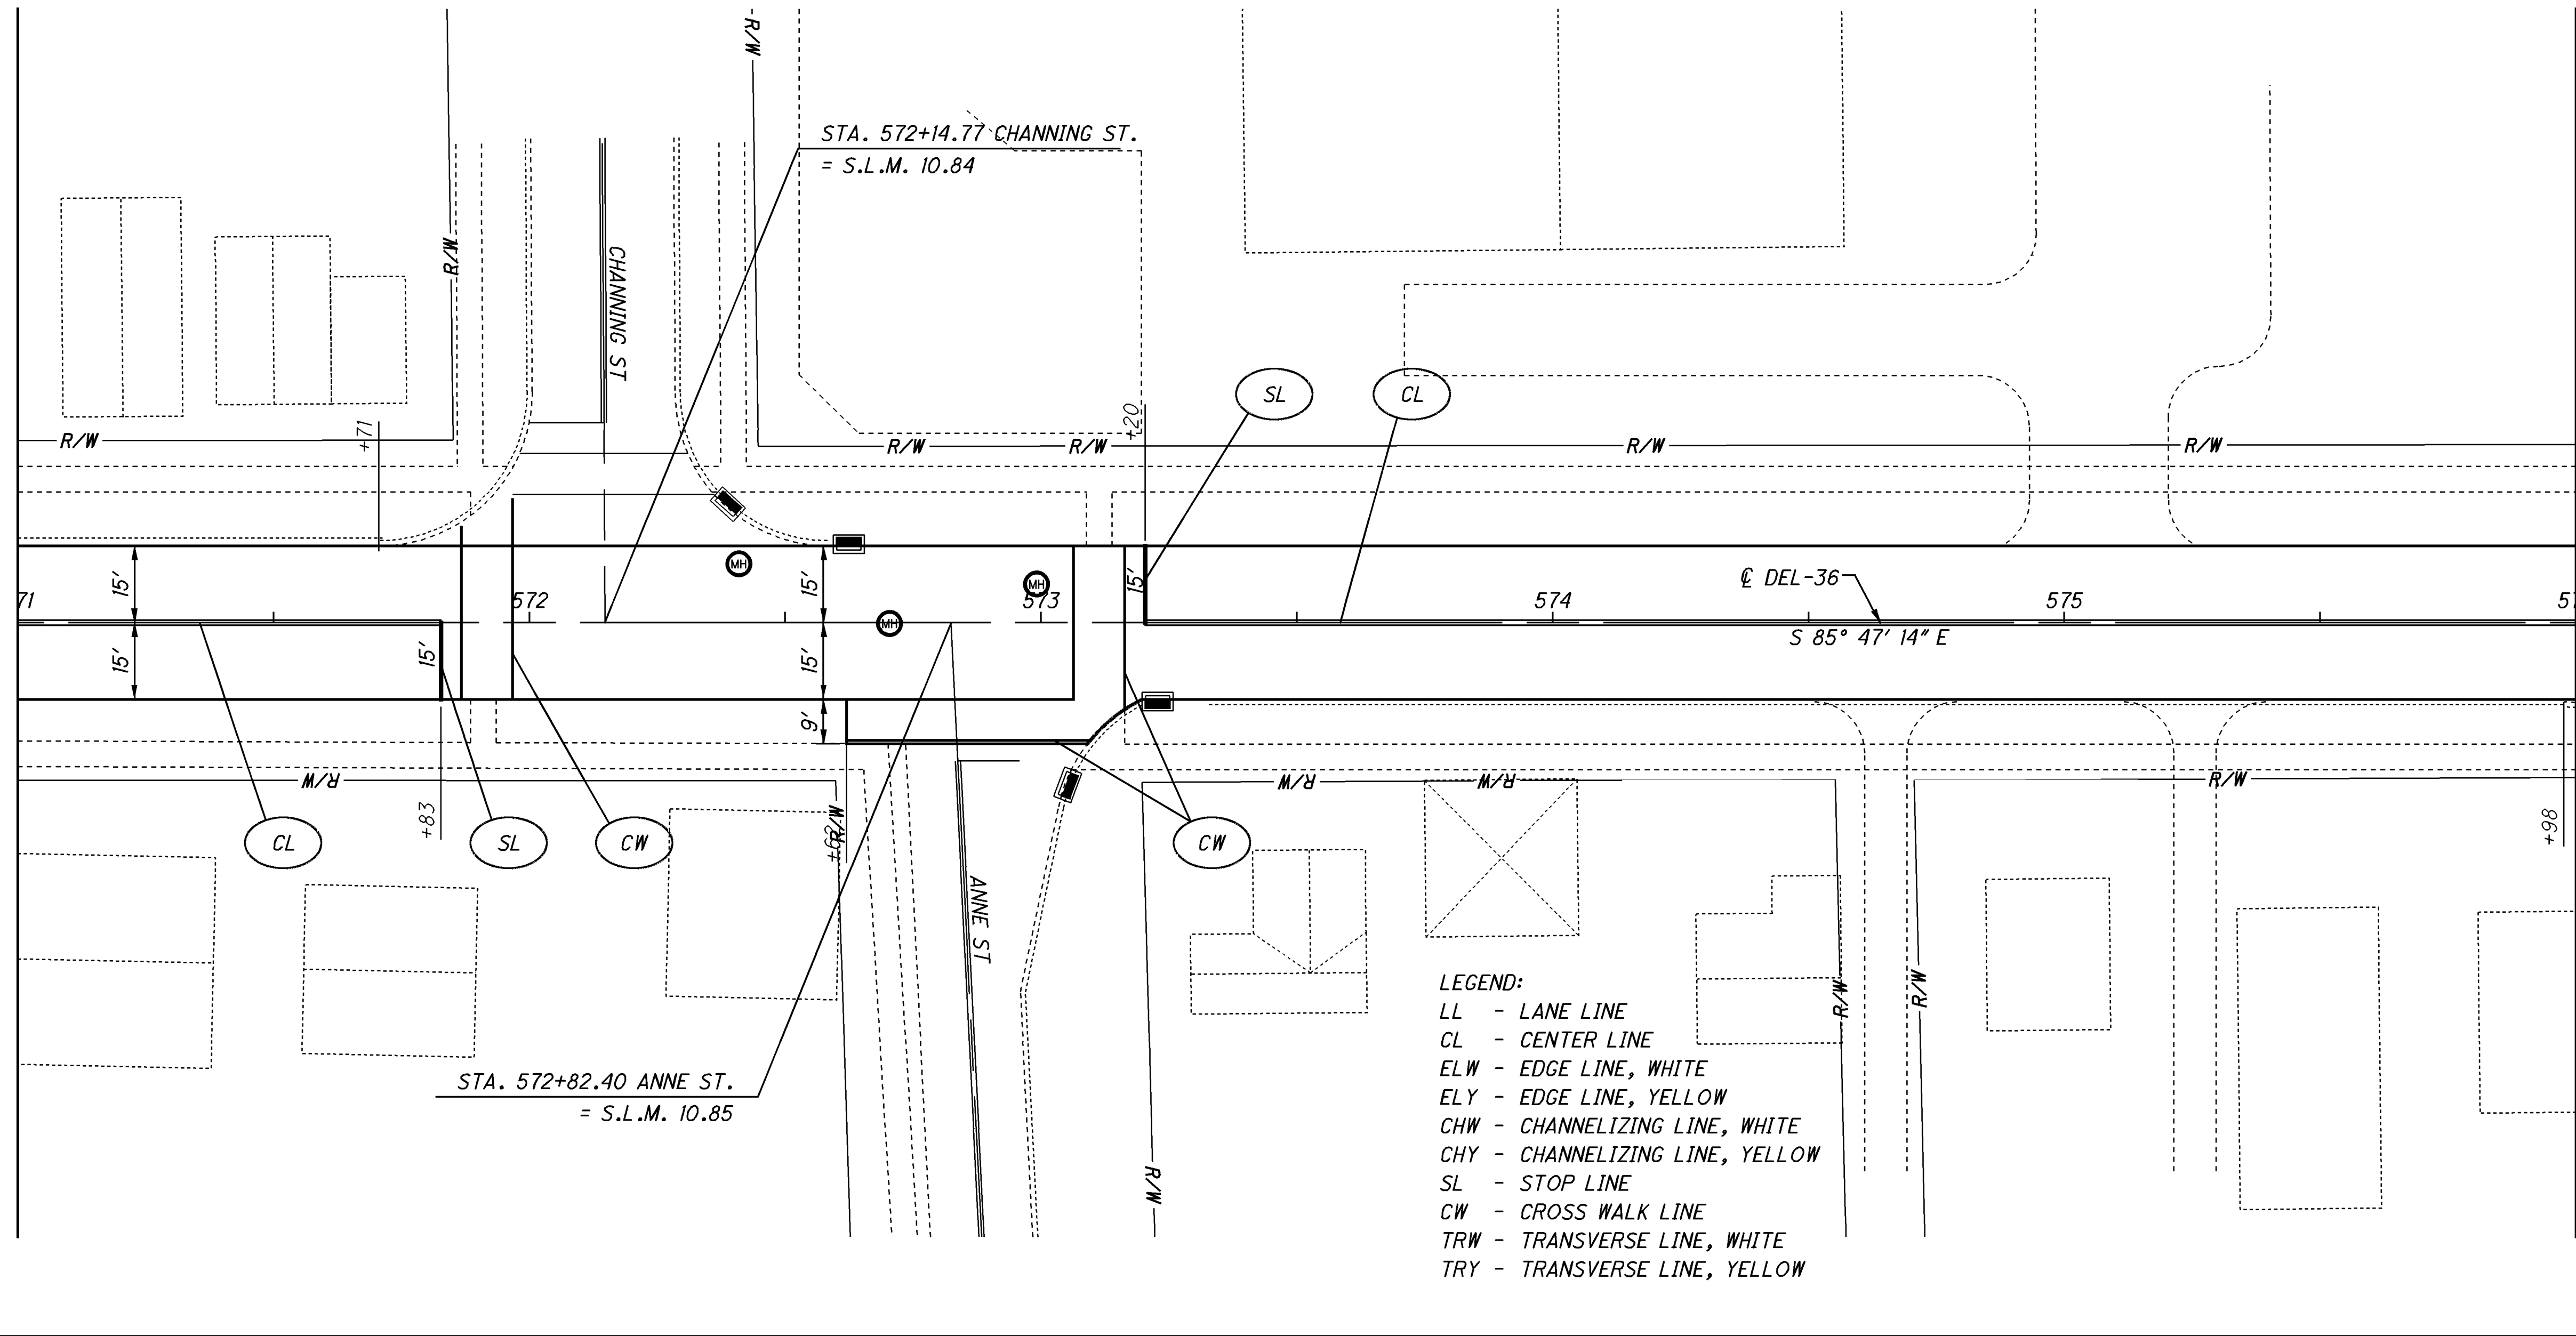 R/W
STA. 572+14.77 CHANNING ST.
= S.L.M. 10.84
R/W
CHANNING ST
SL
CL
+71
+20
R/W
R/W
R/W
R/W
R/W
MH
MH
MH
15'
15'
15'
71
572
573
574
575
℄ DEL-36
S 85° 47' 14" E
15'
15'
15'
9'
R/W
R/W
R/W
R/W
R/W
+83
+98
CL
SL
CW
CW
ANNE ST
R/W
R/W
R/W
STA. 572+82.40 ANNE ST.
= S.L.M. 10.85
LEGEND:
LL - LANE LINE
CL - CENTER LINE
ELW - EDGE LINE, WHITE
ELY - EDGE LINE, YELLOW
CHW - CHANNELIZING LINE, WHITE
CHY - CHANNELIZING LINE, YELLOW
SL - STOP LINE
CW - CROSS WALK LINE
TRW - TRANSVERSE LINE, WHITE
TRY - TRANSVERSE LINE, YELLOW